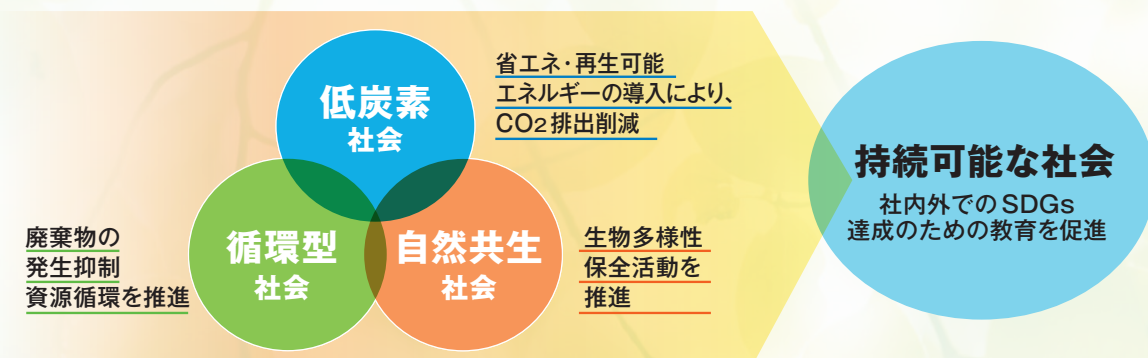 低炭素
社会
省エネ・再生可能
エネルギーの導入により、
CO2排出削減
循環型
社会
廃棄物の
発生抑制
資源循環を推進
自然共生
社会
生物多様性
保全活動を
推進
持続可能な社会
社内外でのSDGs
達成のための教育を促進